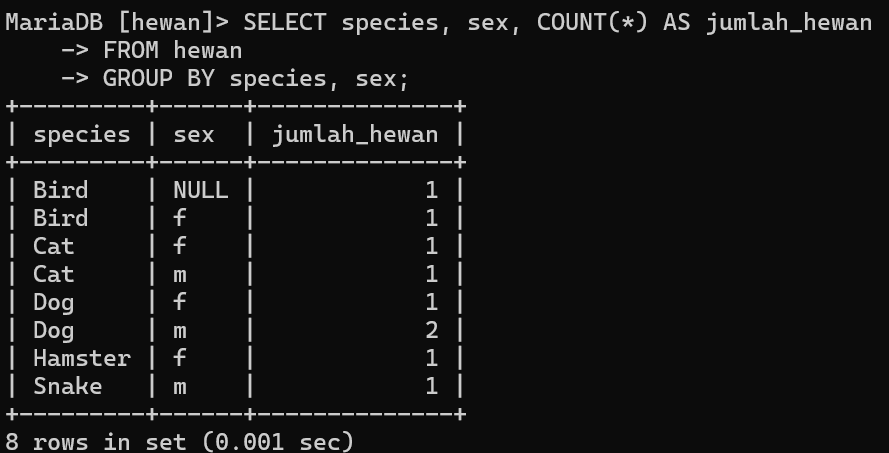 MariaDB [hewan]> SELECT species, sex, COUNT(*) AS jumlah_hewan
    -> FROM hewan
    -> GROUP BY species, sex;
+---------+------+--------------+
| species | sex  | jumlah_hewan |
+---------+------+--------------+
| Bird    | NULL |            1 |
| Bird    | f    |            1 |
| Cat     | f    |            1 |
| Cat     | m    |            1 |
| Dog     | f    |            1 |
| Dog     | m    |            2 |
| Hamster | f    |            1 |
| Snake   | m    |            1 |
+---------+------+--------------+
8 rows in set (0.001 sec)